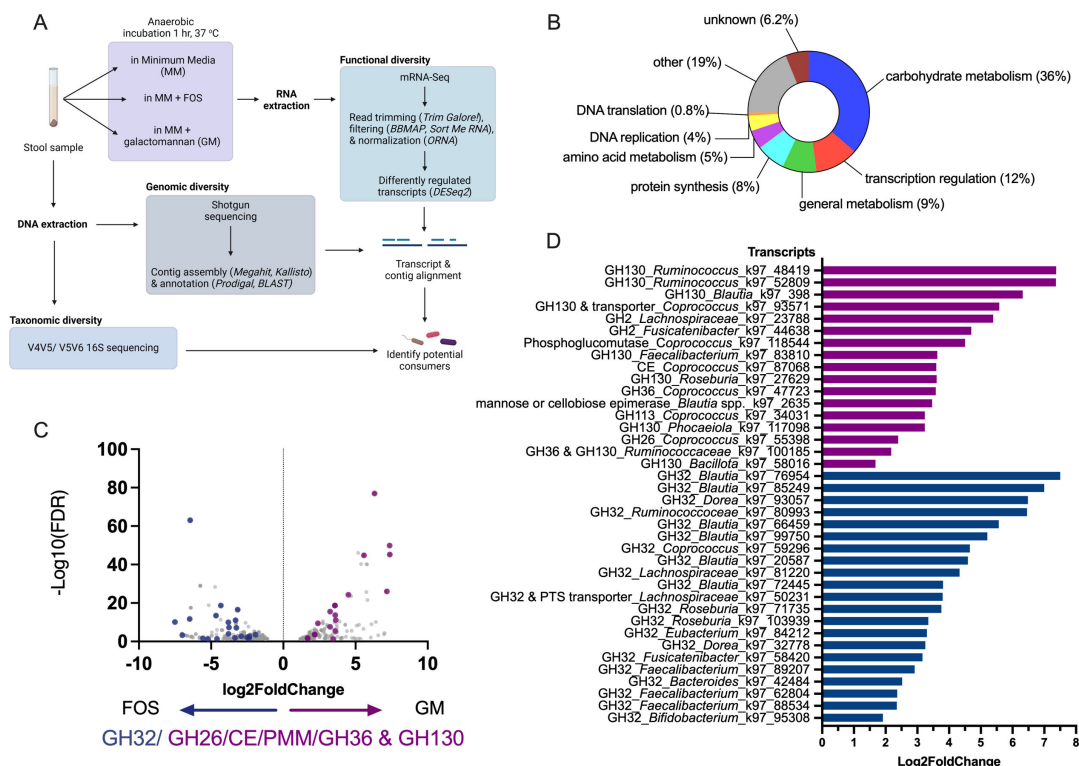 A
Anaerobic
incubation 1 hr, 37 °C
in Minimum Media
(MM)
in MM + FOS
in MM +
galactomannan (GM)
Stool sample
RNA
extraction
Functional diversity
mRNA-Seq
Read trimming (Trim Galore!),
filtering (BBMAP, Sort Me RNA),
& normalization (ORNA)
Differently regulated
transcripts (DESeq2)
DNA extraction
Genomic diversity
Shotgun
sequencing
Contig assembly (Megahit, Kallisto)
& annotation (Prodigal, BLAST)
Transcript &
contig alignment
Taxonomic diversity
V4V5/ V5V6 16S sequencing
Identify potential
consumers
B
unknown (6.2%)
other (19%)
carbohydrate metabolism (36%)
DNA translation (0.8%)
DNA replication (4%)
amino acid metabolism (5%)
protein synthesis (8%)
transcription regulation (12%)
general metabolism (9%)
C
-Log10(FDR)
100
80
60
40
20
0
-10
-5
0
5
10
log2FoldChange
FOS
GM
GH32/ GH26/CE/PMM/GH36 & GH130
D
Transcripts
GH130_Ruminococcus_k97_48419
GH130_Ruminococcus_k97_52809
GH130_Blautia_k97_398
GH130 & transporter_Coprococcus_k97_93571
GH2_Lachnospiraceae_k97_23788
GH2_Fusicatenibacter_k97_44638
Phosphoglucomutase_Coprococcus_k97_118544
GH130_Faecalibacterium_k97_83810
CE_Coprococcus_k97_87068
GH130_Roseburia_k97_27629
GH36_Coprococcus_k97_47723
mannose or cellobiose epimerase_Blautia spp._k97_2635
GH113_Coprococcus_k97_34031
GH130_Phocaeiola_k97_117098
GH26_Coprococcus_k97_55398
GH36 & GH130_Ruminoccaceae_k97_100185
GH130_Bacillota_k97_58016
GH32_Blautia_k97_76954
GH32_Blautia_k97_85249
GH32_Dorea_k97_93057
GH32_Ruminococcoceae_k97_80993
GH32_Blautia_k97_66459
GH32_Blautia_k97_99750
GH32_Coprococcus_k97_59296
GH32_Blautia_k97_20587
GH32_Lachnospiraceae_k97_81220
GH32_Blautia_k97_72445
GH32 & PTS transporter_Lachnospiraceae_k97_50231
GH32_Roseburia_k97_71735
GH32_Roseburia_k97_103939
GH32_Eubacterium_k97_84212
GH32_Dorea_k97_32778
GH32_Fusicatenibacter_k97_58420
GH32_Faecalibacterium_k97_89207
GH32_Bacteroides_k97_42484
GH32_Faecalibacterium_k97_62804
GH32_Faecalibacterium_k97_88534
GH32_Bifidobacterium_k97_95308
0 1 2 3 4 5 6 7 8
Log2FoldChange